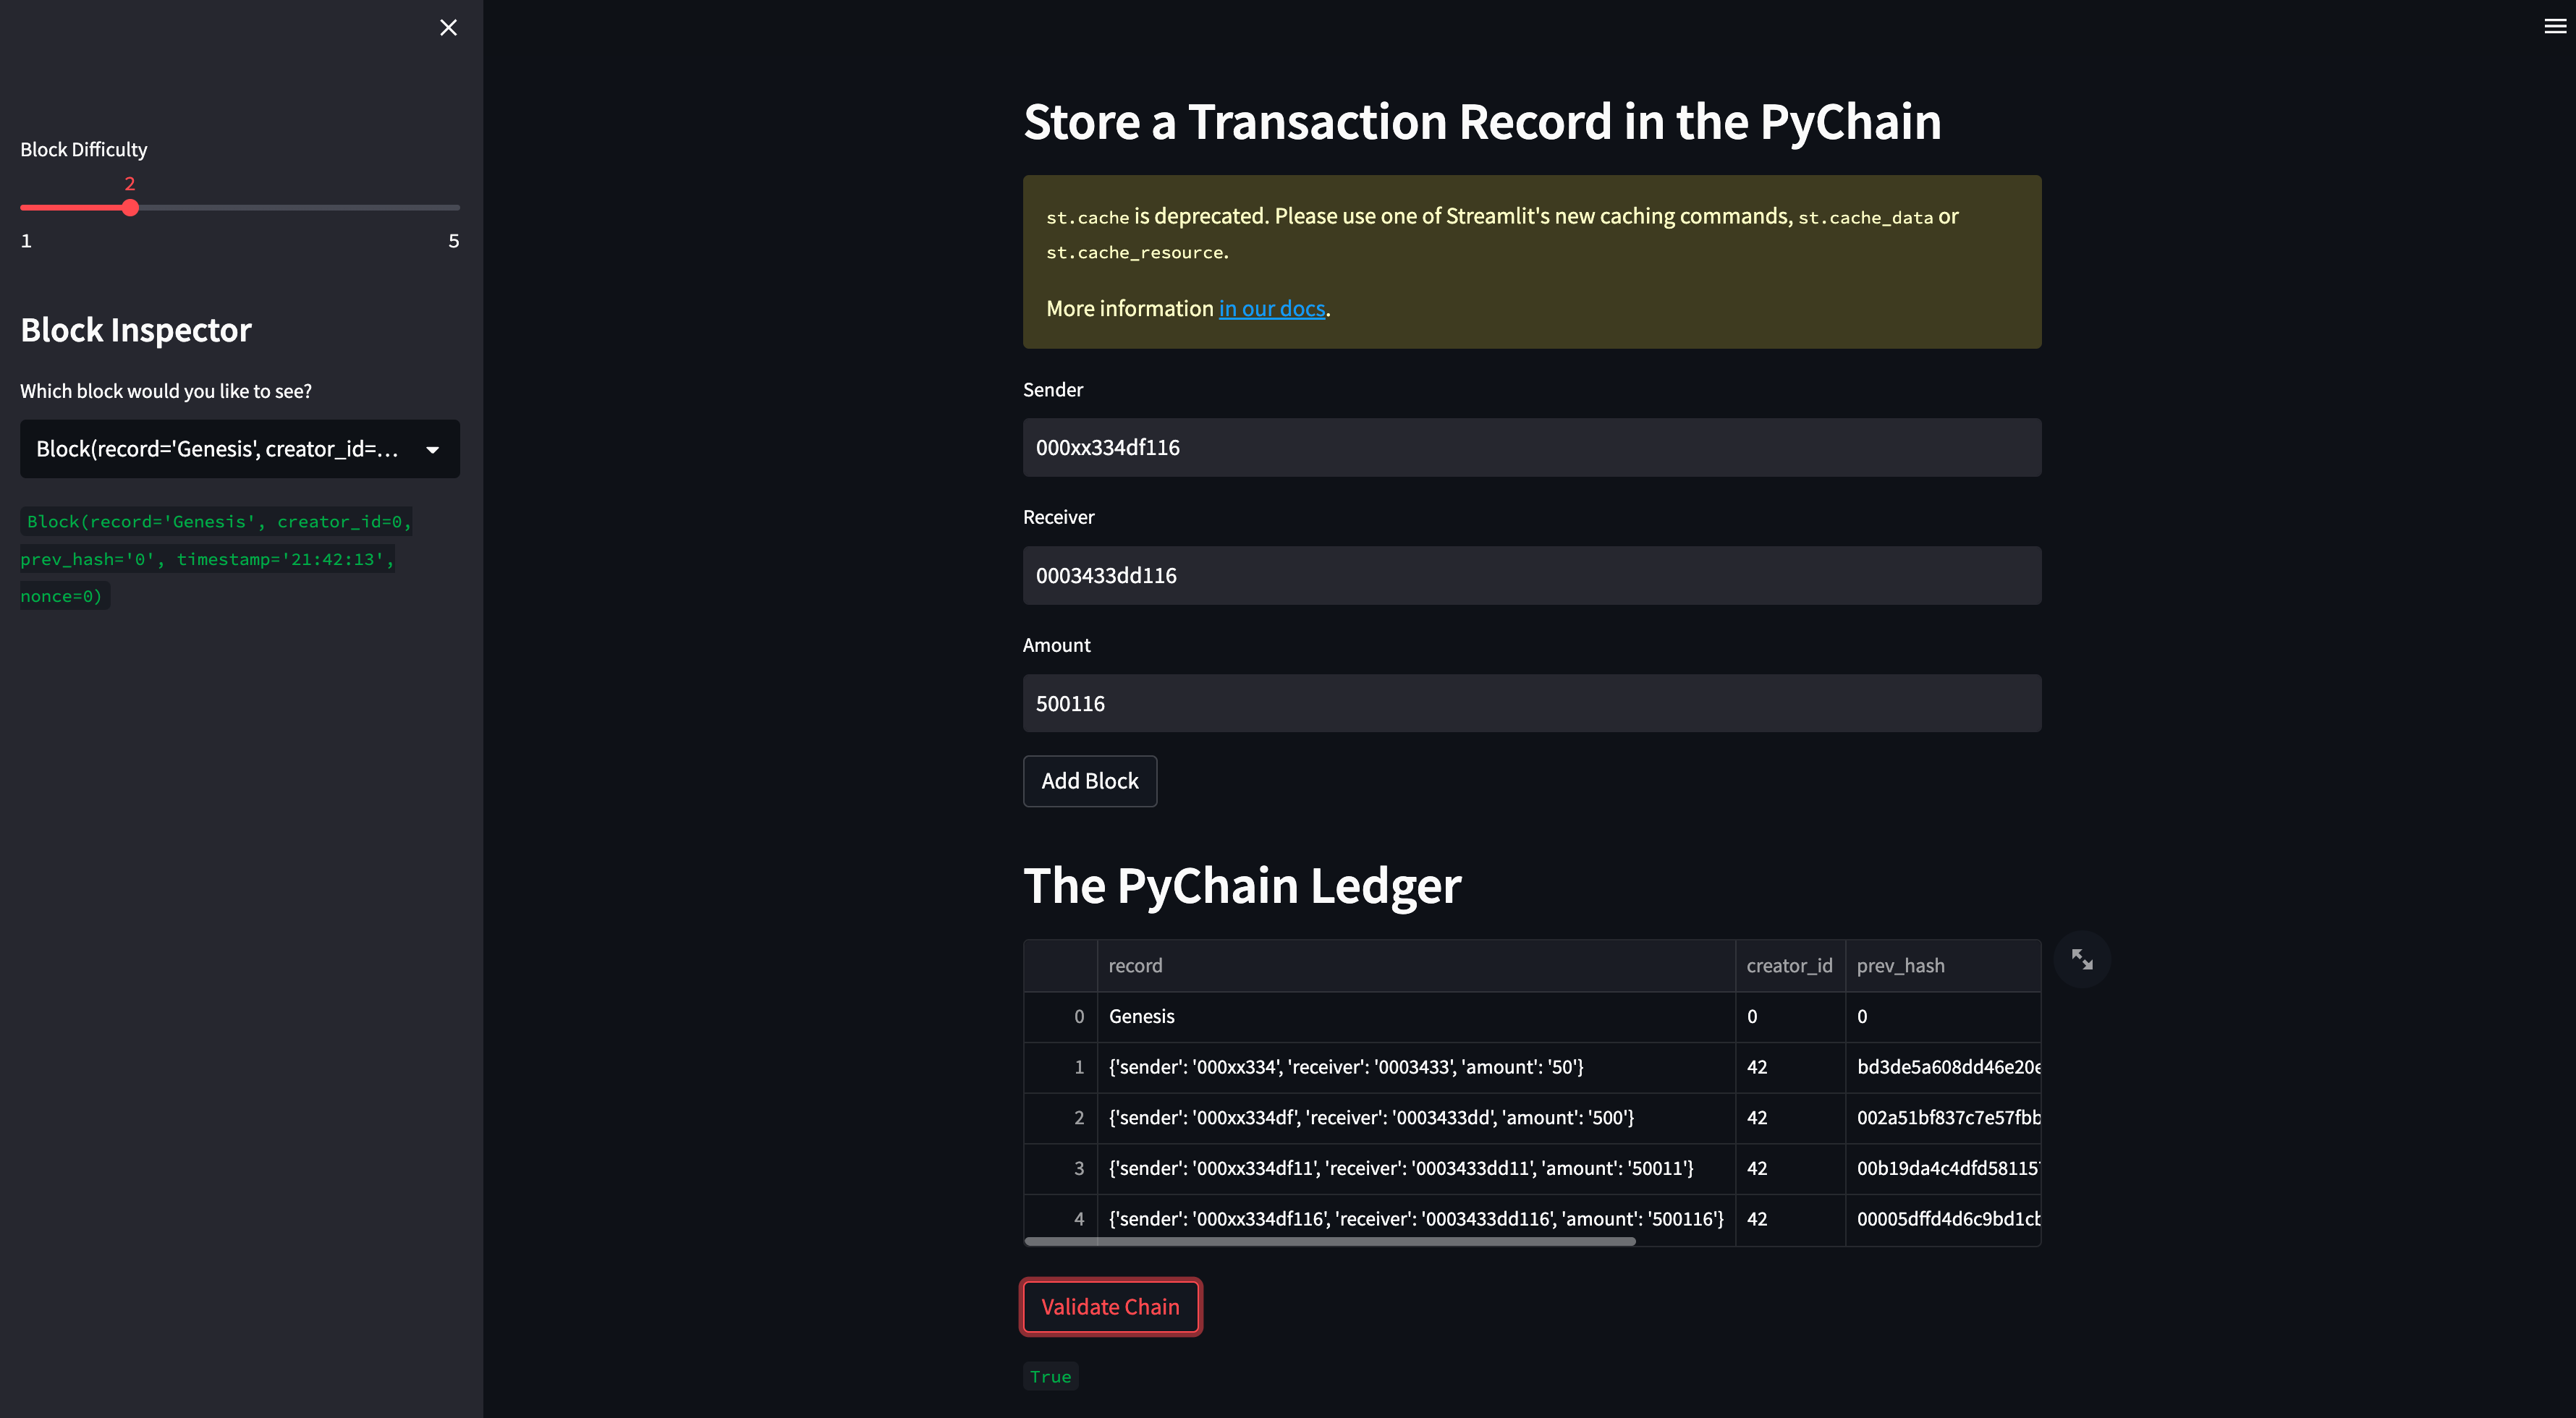 Block Difficulty
2
1 5
Block Inspector
Which block would you like to see?
Block(record='Genesis', creator_id=...
Block(record='Genesis', creator_id=0,
prev_hash='0', timestamp='21:42:13',
nonce=0)
Store a Transaction Record in the PyChain
st.cache is deprecated. Please use one of Streamlit's new caching commands, st.cache_data or
st.cache_resource.
More information in our docs.
Sender
000xx334df116
Receiver
0003433dd116
Amount
500116
Add Block
The PyChain Ledger
record creator_id prev_hash
0 Genesis 0 0
1 {'sender': '000xx334', 'receiver': '0003433', 'amount': '50'} 42 bd3de5a608dd46e20e
2 {'sender': '000xx334df', 'receiver': '0003433dd', 'amount': '500'} 42 002a51bf837c7e57fbb
3 {'sender': '000xx334df11', 'receiver': '0003433dd11', 'amount': '50011'} 42 00b19da4c4dfd58115
4 {'sender': '000xx334df116', 'receiver': '0003433dd116', 'amount': '500116'} 42 00005dffd4d6c9bd1cb
Validate Chain
True